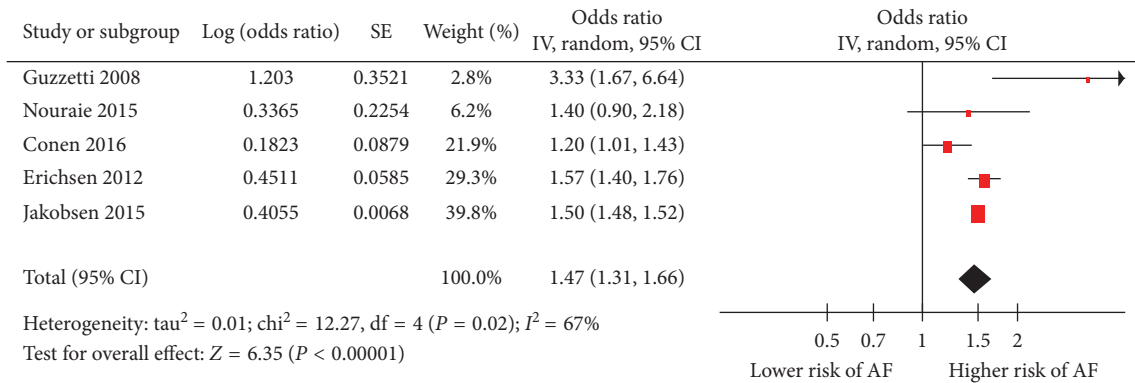 Study or subgroup Log (odds ratio) SE Weight (%) Odds ratio IV, random, 95% CI Odds ratio IV, random, 95% CI
Guzzetti 2008 1.203 0.3521 2.8% 3.33 (1.67, 6.64)
Nouraie 2015 0.3365 0.2254 6.2% 1.40 (0.90, 2.18)
Conen 2016 0.1823 0.0879 21.9% 1.20 (1.01, 1.43)
Erichsen 2012 0.4511 0.0585 29.3% 1.57 (1.40, 1.76)
Jakobsen 2015 0.4055 0.0068 39.8% 1.50 (1.48, 1.52)
Total (95% CI) 100.0% 1.47 (1.31, 1.66)
Heterogeneity: tau² = 0.01; chi² = 12.27, df = 4 (P = 0.02); I² = 67%
Test for overall effect: Z = 6.35 (P < 0.00001)
0.5 0.7 1 1.5 2
Lower risk of AF Higher risk of AF